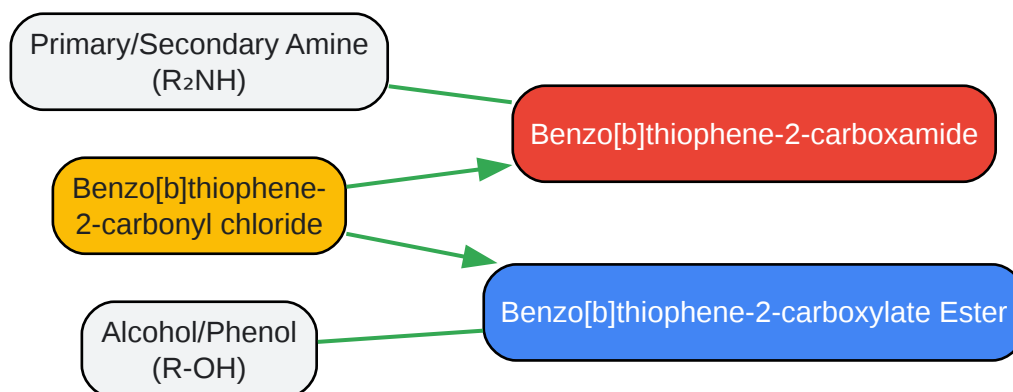 Primary/Secondary Amine
(R₂NH)
Benzo[b]thiophene-2-carboxamide
Benzo[b]thiophene-
2-carbonyl chloride
Benzo[b]thiophene-2-carboxylate Ester
Alcohol/Phenol
(R-OH)